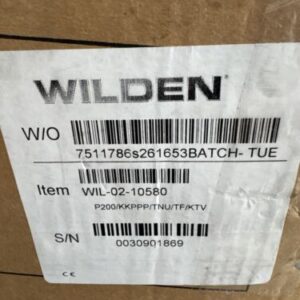 WILDEN®
W/O
7511786s261653BATCH- TUE
Item WIL-02-10580
P200/KKPPP/TNU/TF/KTV
S/N
0030901869
CE